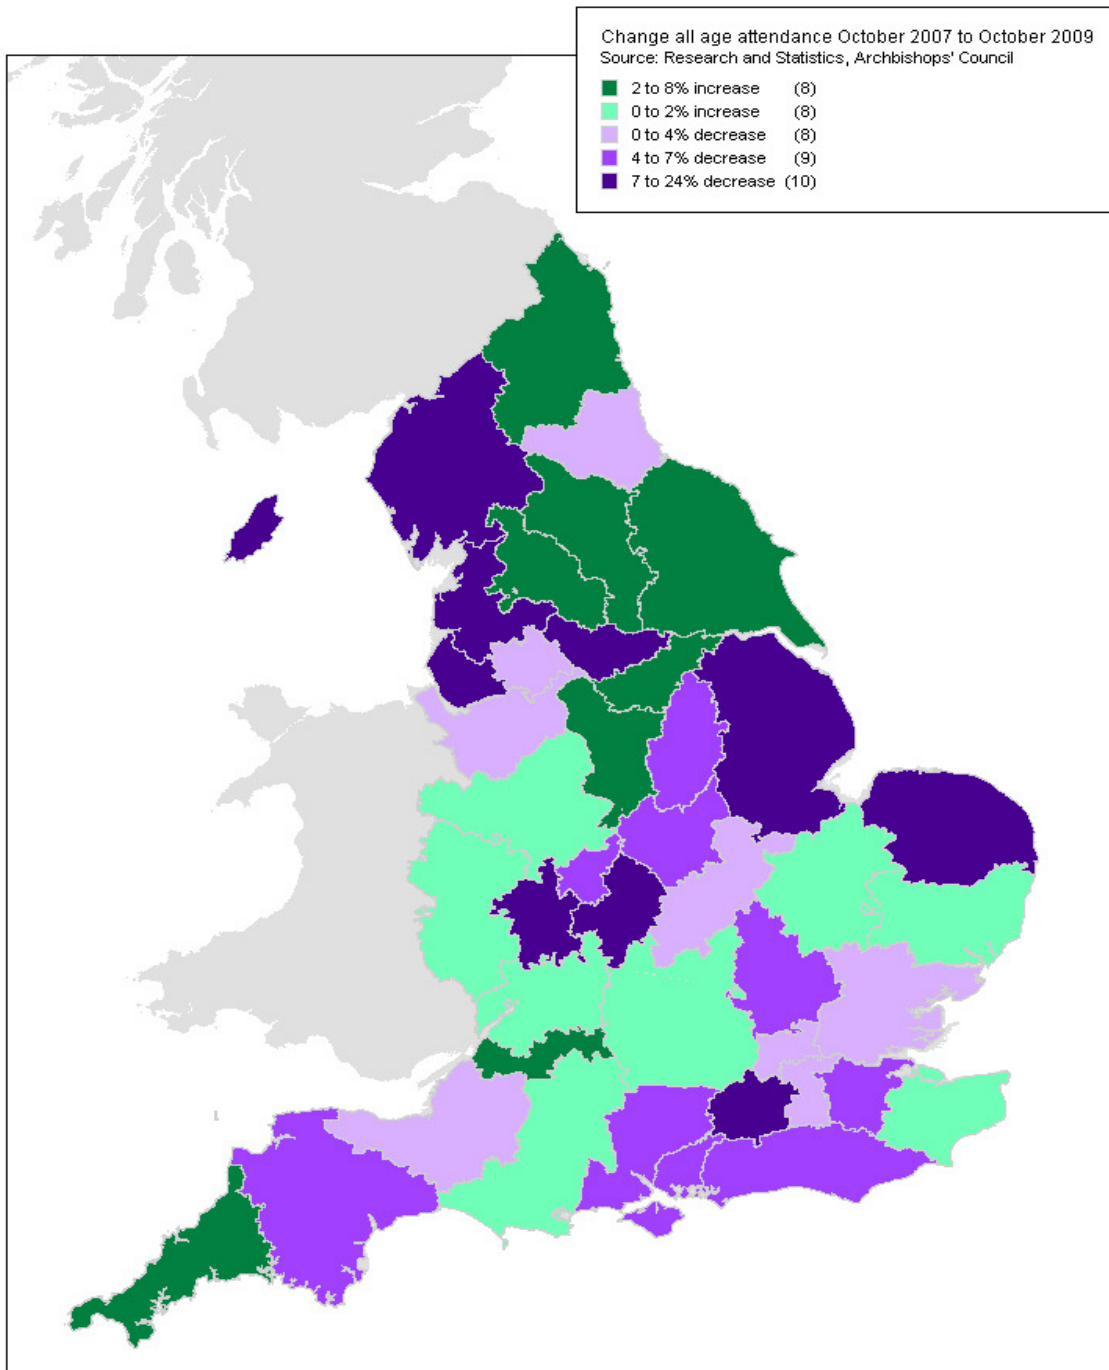 Change all age attendance October 2007 to October 2009
Source: Research and Statistics, Archbishops' Council
2 to 8% increase (8)
0 to 2% increase (8)
0 to 4% decrease (8)
4 to 7% decrease (9)
7 to 24% decrease (10)